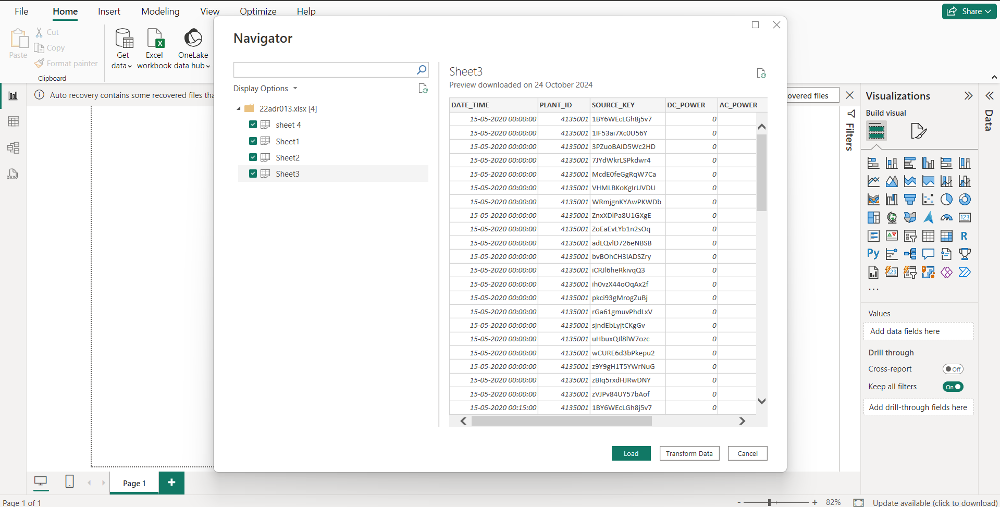 File Home Insert Modeling View Optimize Help
Share
Paste
Cut
Copy
Format painter
Clipboard
Get data
Excel workbook
OneLake data hub
Auto recovery contains some recovered files tha
overed files
Navigator
Display Options
22adr013.xlsx [4]
sheet 4
Sheet1
Sheet2
Sheet3
Sheet3
Preview downloaded on 24 October 2024
DATE_TIME PLANT_ID SOURCE_KEY DC_POWER AC_POWER
15-05-2020 00:00:00 4135001 1BY6WEcLGh8j5v7 0
15-05-2020 00:00:00 4135001 1IF53ai7Xc0U56Y 0
15-05-2020 00:00:00 4135001 3PZuoBAID5Wc2HD 0
15-05-2020 00:00:00 4135001 7JYdWkrLSPkdwr4 0
15-05-2020 00:00:00 4135001 McdE0feGgRqW7Ca 0
15-05-2020 00:00:00 4135001 VHMLBKoKgIrUVDU 0
15-05-2020 00:00:00 4135001 WRmjgnKYAwPKWDb 0
15-05-2020 00:00:00 4135001 ZnxXDlPa8U1GXgE 0
15-05-2020 00:00:00 4135001 ZoEaEvLYb1n2sOq 0
15-05-2020 00:00:00 4135001 adLQvlD726eNBSB 0
15-05-2020 00:00:00 4135001 bvBOhCH3iADSZry 0
15-05-2020 00:00:00 4135001 iCRJl6heRkivqQ3 0
15-05-2020 00:00:00 4135001 ih0vzX44oOqAx2f 0
15-05-2020 00:00:00 4135001 pkci93gMrogZuBj 0
15-05-2020 00:00:00 4135001 rGa61gmuvPhdLxV 0
15-05-2020 00:00:00 4135001 sjndEbLyjtCKgGv 0
15-05-2020 00:00:00 4135001 uHbuxQJl8lW7ozc 0
15-05-2020 00:00:00 4135001 wCURE6d3bPkepu2 0
15-05-2020 00:00:00 4135001 z9Y9gH1T5YWrNuG 0
15-05-2020 00:00:00 4135001 zBIq5rxdHJRwDNY 0
15-05-2020 00:00:00 4135001 zVJPv84UY57bAof 0
15-05-2020 00:15:00 4135001 1BY6WEcLGh8j5v7 0
Load Transform Data Cancel
Filters
Visualizations
Build visual
123
R
Py
123
...
Values
Add data fields here
Drill through
Cross-report Off
Keep all filters On
Add drill-through fields here
Data
DAX
Page 1
+
Page 1 of 1
- + 82%
Update available (click to download)